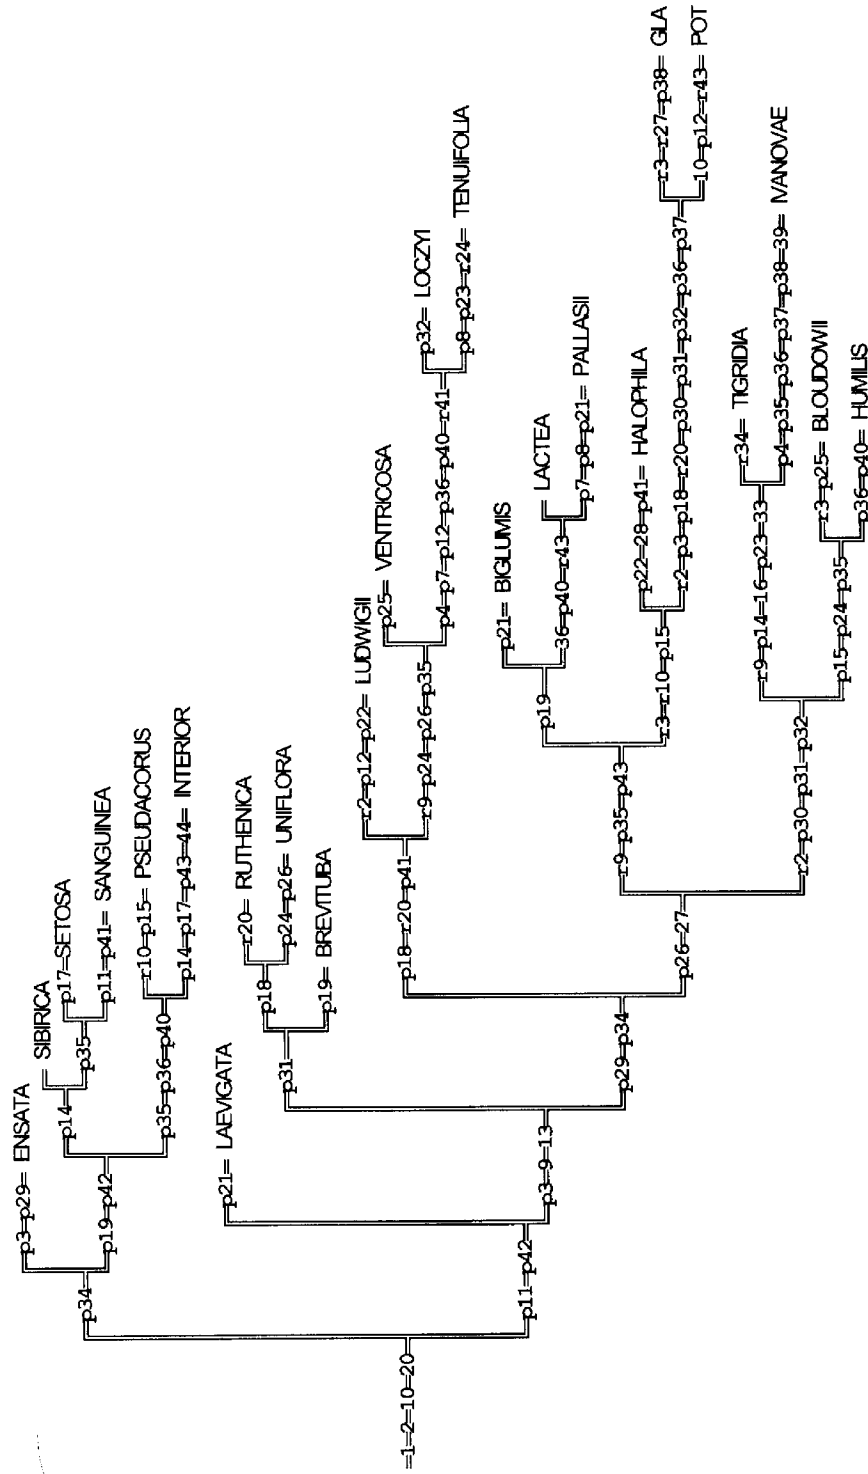 p3=p29= ENSATA
p34
SIBIRICA
p14
p17=SETOSA
p35
p11=p41= SANGUINEA
p19=p42
r10=p15= PSEUDACORUS
p35=p36=p40
p14=p17=p43=44= INTERIOR
=1=2=10=20
p21= LAEVIGATA
p11=p42
r20= RUTHENICA
p18
p24=p26= UNIFLORA
p31
p19= BREVITUBA
p3=9=13
r2=p12=p22= LUDWIGII
p18=r20=p41
p25= VENTRICOSA
r9=p24=p26=p35
p32= LOCZYI
p4=p7=p12=p36=p40=r41
p8=p23=r24= TENUIFOLIA
p29=p34
p21= BIGLUMIS
p19
LACTEA
36=p40=r43
p7=p8=p21= PALLASII
r9=p35=p43
p22=28=p41= HALOPHILA
r3=r10=p15
r3=r27=p38= GLA
r2=p3=p18=r20=p30=p31=p32=p36=p37
10=p12=r43= POT
p26=27
r34= TIGRIDIA
r9=p14=16=p23=33
p4=p35=p36=p37=p38=39= IVANOVAE
r2=p30=p31=p32
r3=p25= BLOUDOWII
p15=p24=p35
36=p40= HUMILIS